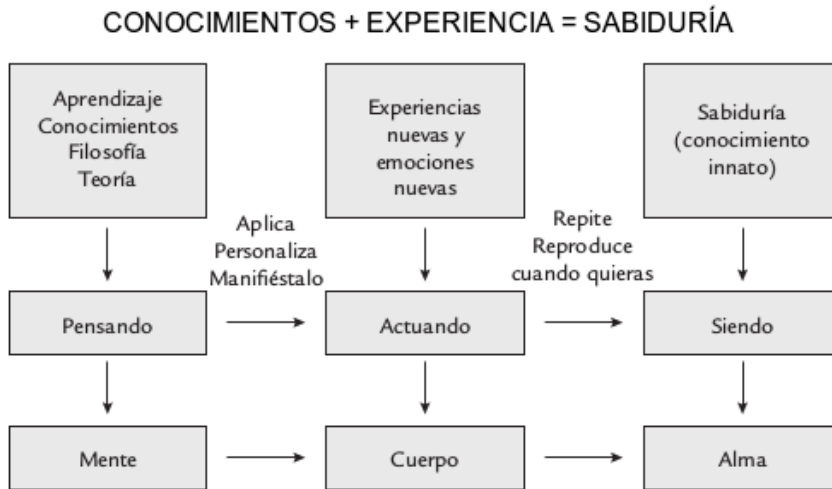 CONOCIMIENTOS + EXPERIENCIA = SABIDURÍA
Aprendizaje
Conocimientos
Filosofía
Teoría
Experiencias
nuevas y
emociones
nuevas
Sabiduría
(conocimiento
innato)
Aplica
Personaliza
Manifiéstalo
Repite
Reproduce
cuando quieras
Pensando
Actuando
Siendo
Mente
Cuerpo
Alma